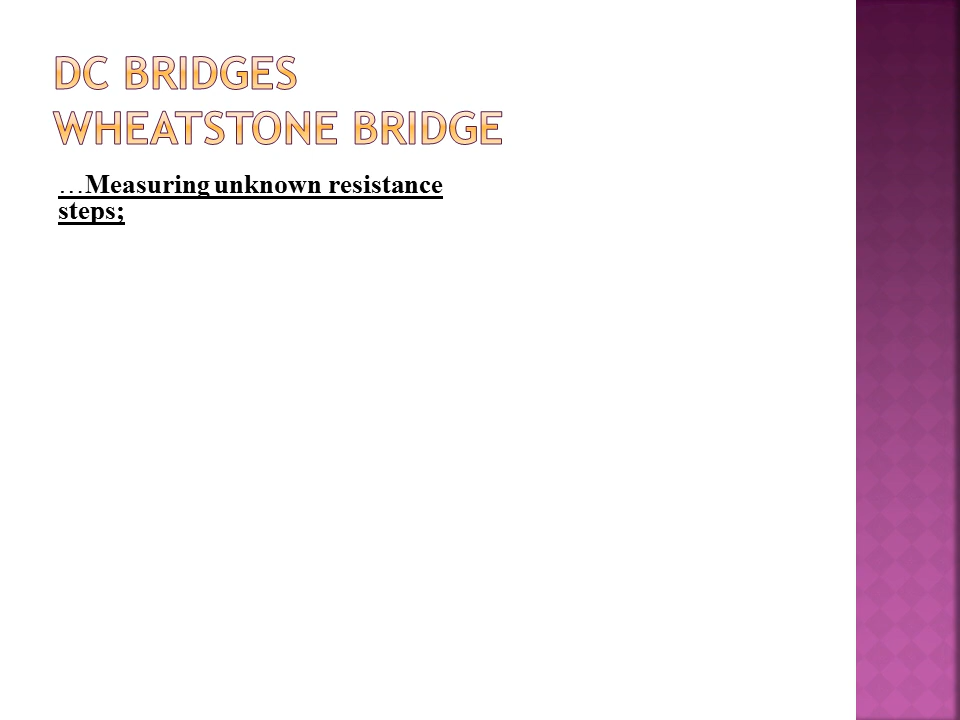 DC BRIDGES
WHEATSTONE BRIDGE
…Measuring unknown resistance
steps;